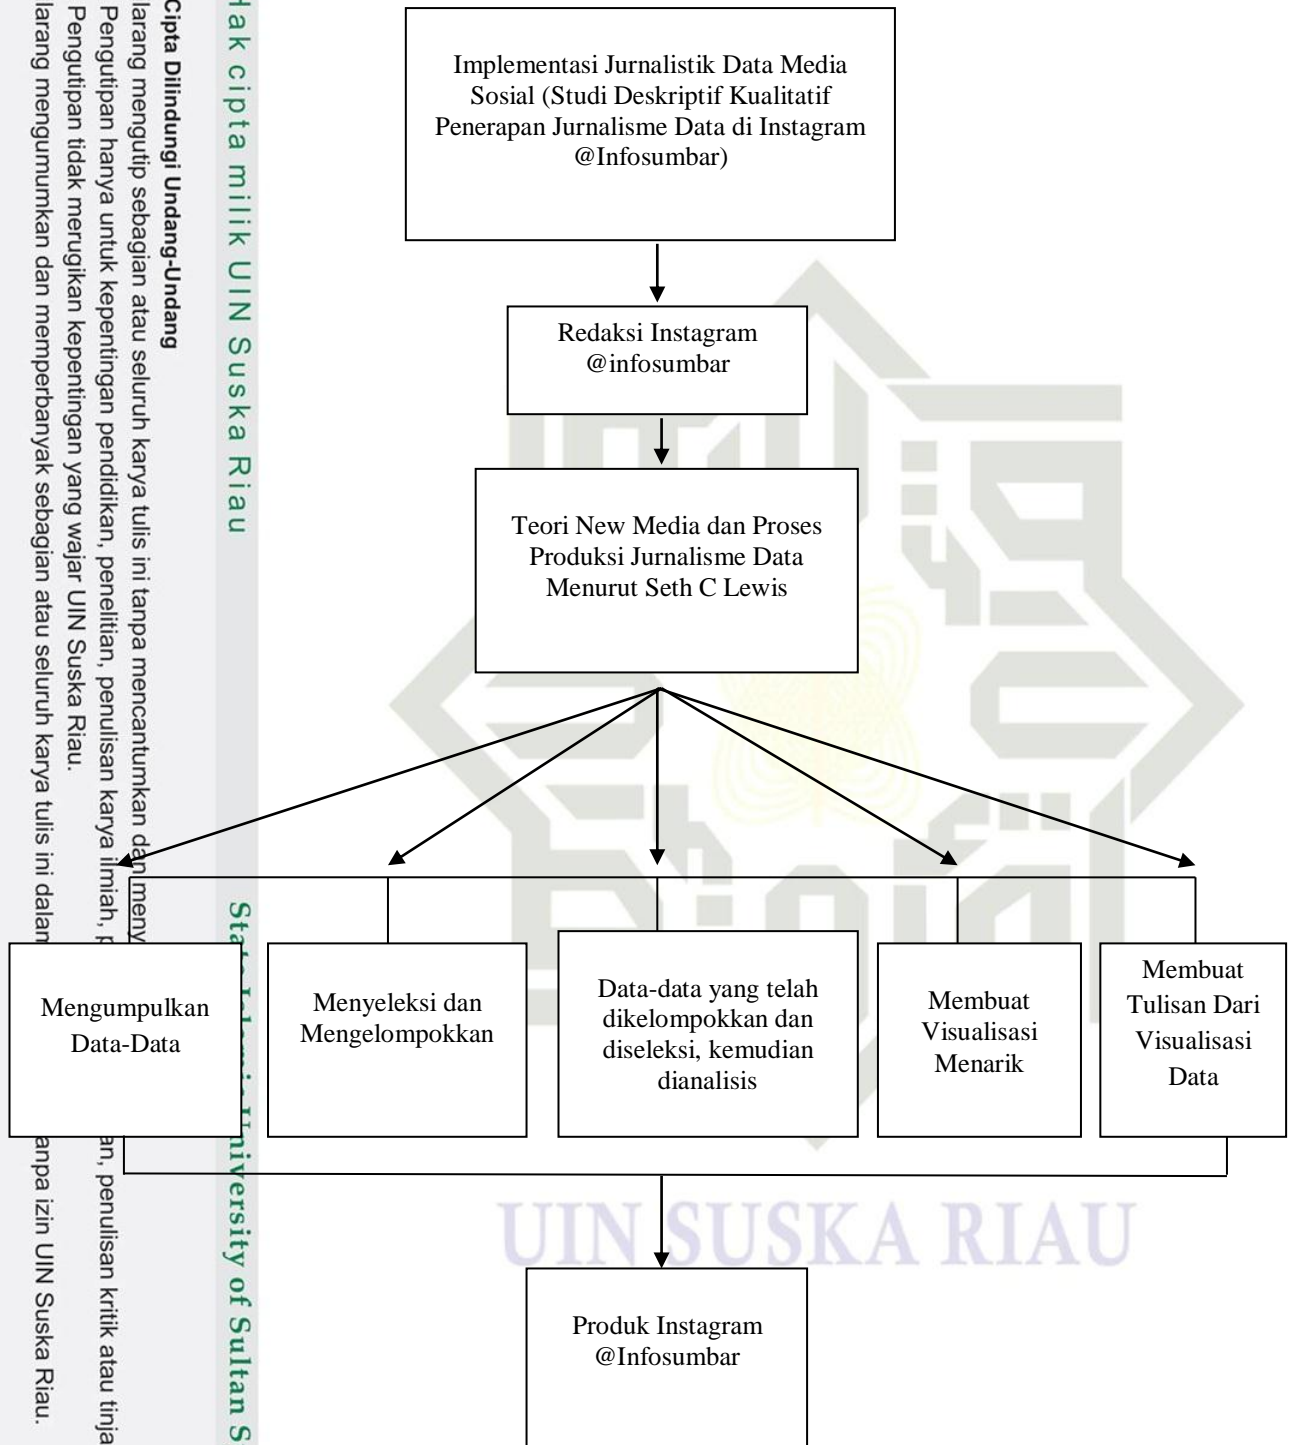 Implementasi Jurnalistik Data Media
Sosial (Studi Deskriptif Kualitatif
Penerapan Jurnalisme Data di Instagram
@Infosumbar)
Redaksi Instagram
@infosumbar
Teori New Media dan Proses
Produksi Jurnalisme Data
Menurut Seth C Lewis
Mengumpulkan
Data-Data
Menyeleksi dan
Mengelompokkan
Data-data yang telah
dikelompokkan dan
diseleksi, kemudian
dianalisis
Membuat
Visualisasi
Menarik
Membuat
Tulisan Dari
Visualisasi
Data
Produk Instagram
@Infosumbar
UIN SUSKA RIAU
Hak cipta milik UIN Suska Riau
State Islamic University of Sultan
Cipta Dilindungi Undang-Undang
larang mengutip sebagian atau seluruh karya tulis ini tanpa mencantumkan dan
Pengutipan hanya untuk kepentingan pendidikan, penelitian, penulisan karya ilmiah, penulisan kritik atau
Pengutipan tidak merugikan kepentingan yang wajar UIN Suska Riau.
larang mengumumkan dan memperbanyak sebagian atau seluruh karya tulis ini dalam anpa izin UIN Suska Riau.